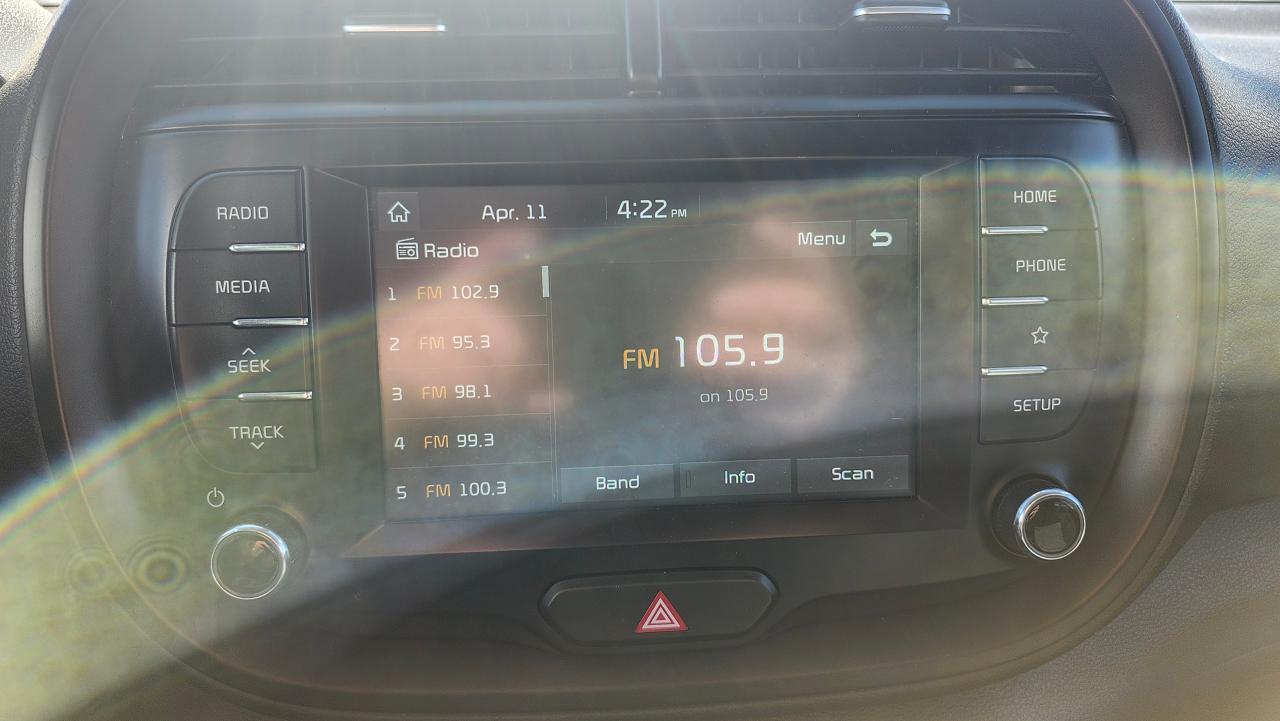 RADIO
MEDIA
SEEK
TRACK
Apr. 11 4:22 PM
Radio
Menu
1 FM 102.9
2 FM 95.3
3 FM 98.1
4 FM 99.3
5 FM 100.3
FM 105.9
on 105.9
Band Info Scan
HOME
PHONE
SETUP